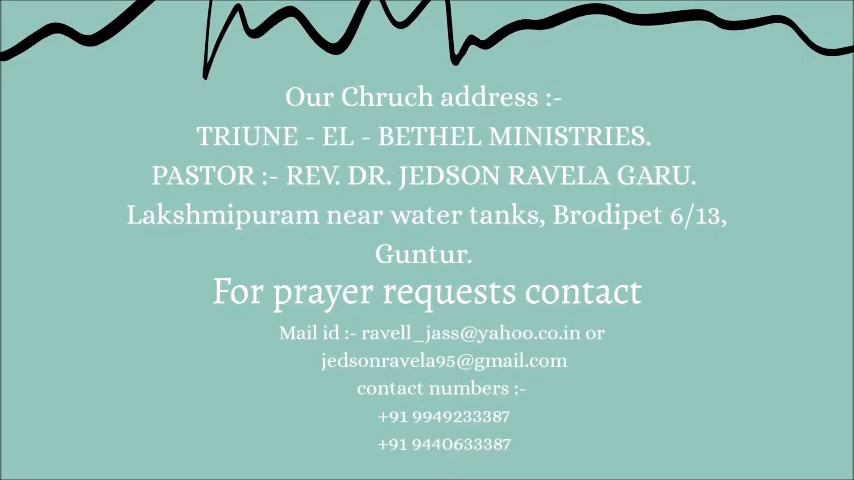 Our Chruch address :-
TRIUNE - EL - BETHEL MINISTRIES.
PASTOR :- REV. DR. JEDSON RAVELA GARU.
Lakshmipuram near water tanks, Brodipet 6/13,
Guntur.
For prayer requests contact
Mail id :- ravell_jass@yahoo.co.in or
jedsonravela95@gmail.com
contact numbers :-
+91 9949233387
+91 9440633387